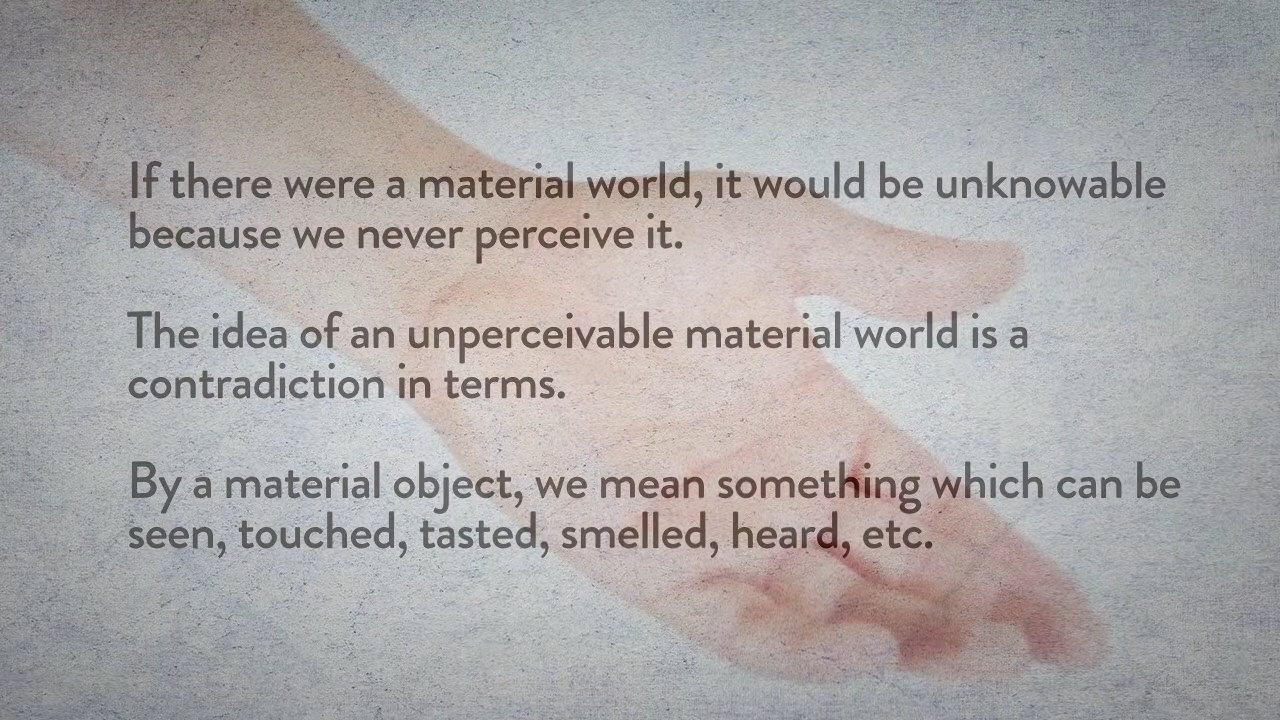 If there were a material world, it would be unknowable
because we never perceive it.
The idea of an unperceivable material world is a
contradiction in terms.
By a material object, we mean something which can be
seen, touched, tasted, smelled, heard, etc.